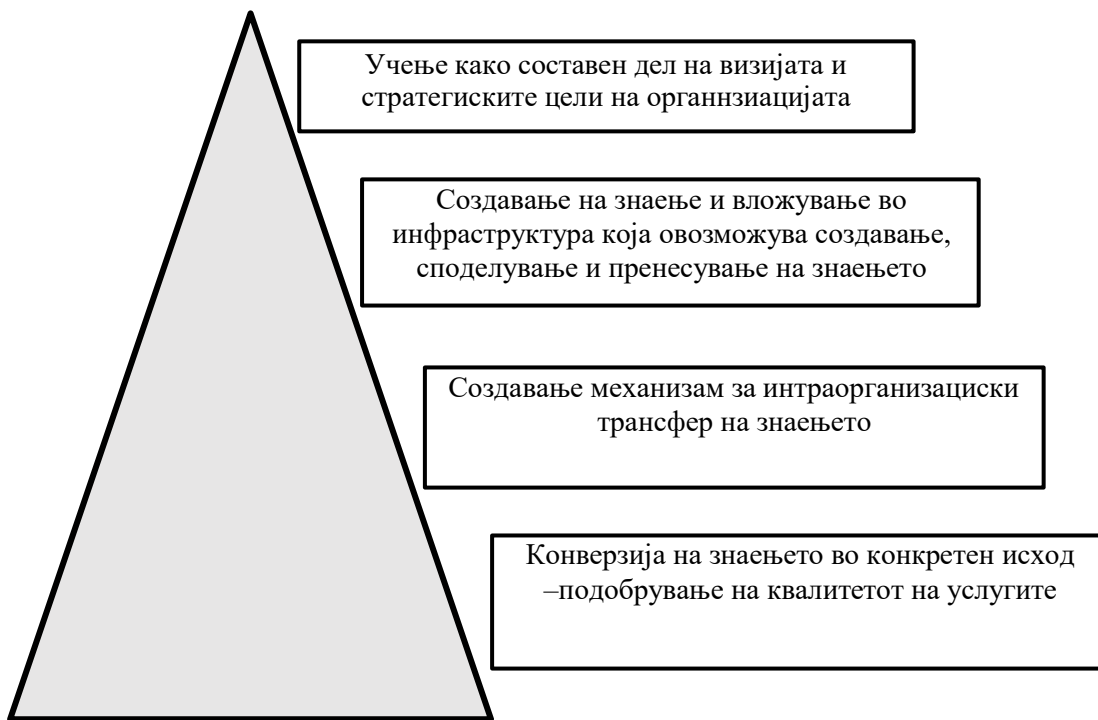 Учење како составен дел на визијата и
стратегиските цели на органнзиацијата
Создавање на знаење и вложување во
инфраструктура која овозможува создавање,
споделување и пренесување на знаењето
Создавање механизам за интраорганизациски
трансфер на знаењето
Конверзија на знаењето во конкретен исход
–подобрување на квалитетот на услугите